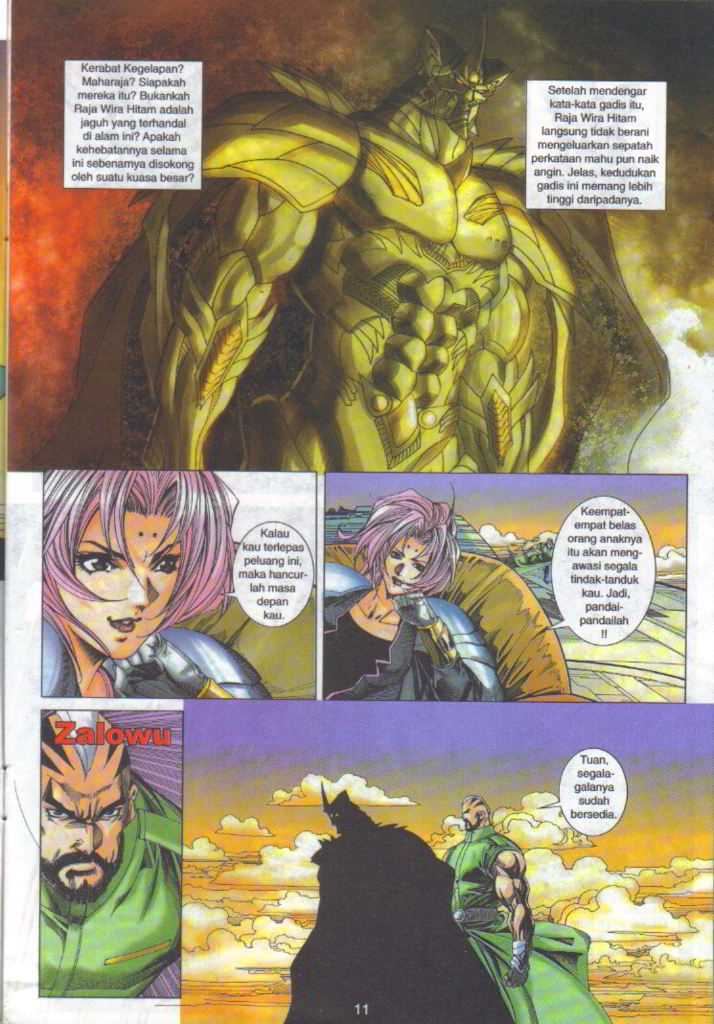 Kerabat Kegelapan?
Maharaja? Siapakah
mereka itu? Bukankah
Raja Wira Hitam adalah
jaguh yang terhandal
di alam ini? Apakah
kehebatannya selama
ini sebenarnya disokong
oleh suatu kuasa besar?
Setelah mendengar
kata-kata gadis itu,
Raja Wira Hitam
langsung tidak berani
mengeluarkan sepatah
perkataan mahu pun naik
angin. Jelas, kedudukan
gadis ini memang lebih
tinggi daripadanya.
Kalau
kau terlepas
peluang ini,
maka hancur-
lah masa
depan
kau.
Keempat-
empat belas
orang anaknya
itu akan meng-
awasi segala
tindak-tanduk
kau. Jadi,
pandai-
pandailah
!!
Zalowu
Tuan,
segala-
galanya
sudah
bersedia.
11